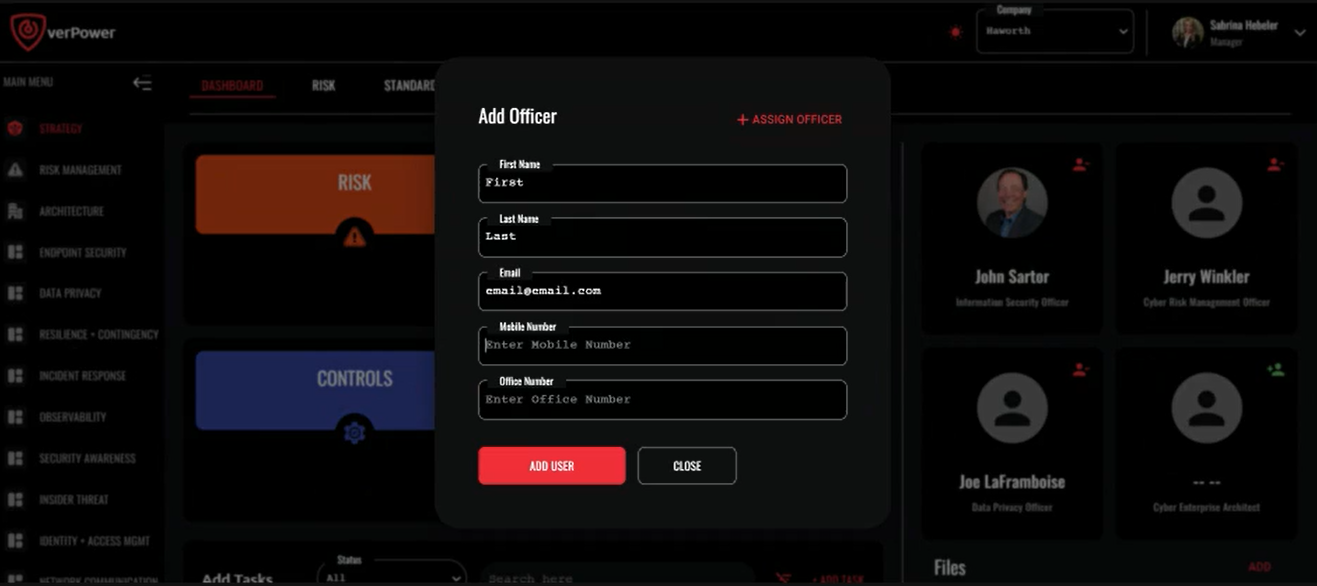 verPower
Company
Haworth
Sabrina Hebeler
Manager
MAIN MENU
DASHBOARD
RISK
STANDARD
STRATEGY
RISK MANAGEMENT
ARCHITECTURE
ENDPOINT SECURITY
DATA PRIVACY
RESILIENCE + CONTINGENCY
INCIDENT RESPONSE
OBSERVABILITY
SECURITY AWARENESS
INSIDER THREAT
IDENTITY + ACCESS MGMT
NETWORK COMMUNICATION
RISK
CONTROLS
Add Tasks
Status
All
Search here
+ ADD TASK
Add Officer
+ ASSIGN OFFICER
First Name
First
Last Name
Last
Email
email@email.com
Mobile Number
Enter Mobile Number
Office Number
Enter Office Number
ADD USER
CLOSE
John Sartor
Information Security Officer
Jerry Winkler
Cyber Risk Management Officer
Joe LaFramboise
Data Privacy Officer
-- --
Cyber Enterprise Architect
Files
ADD